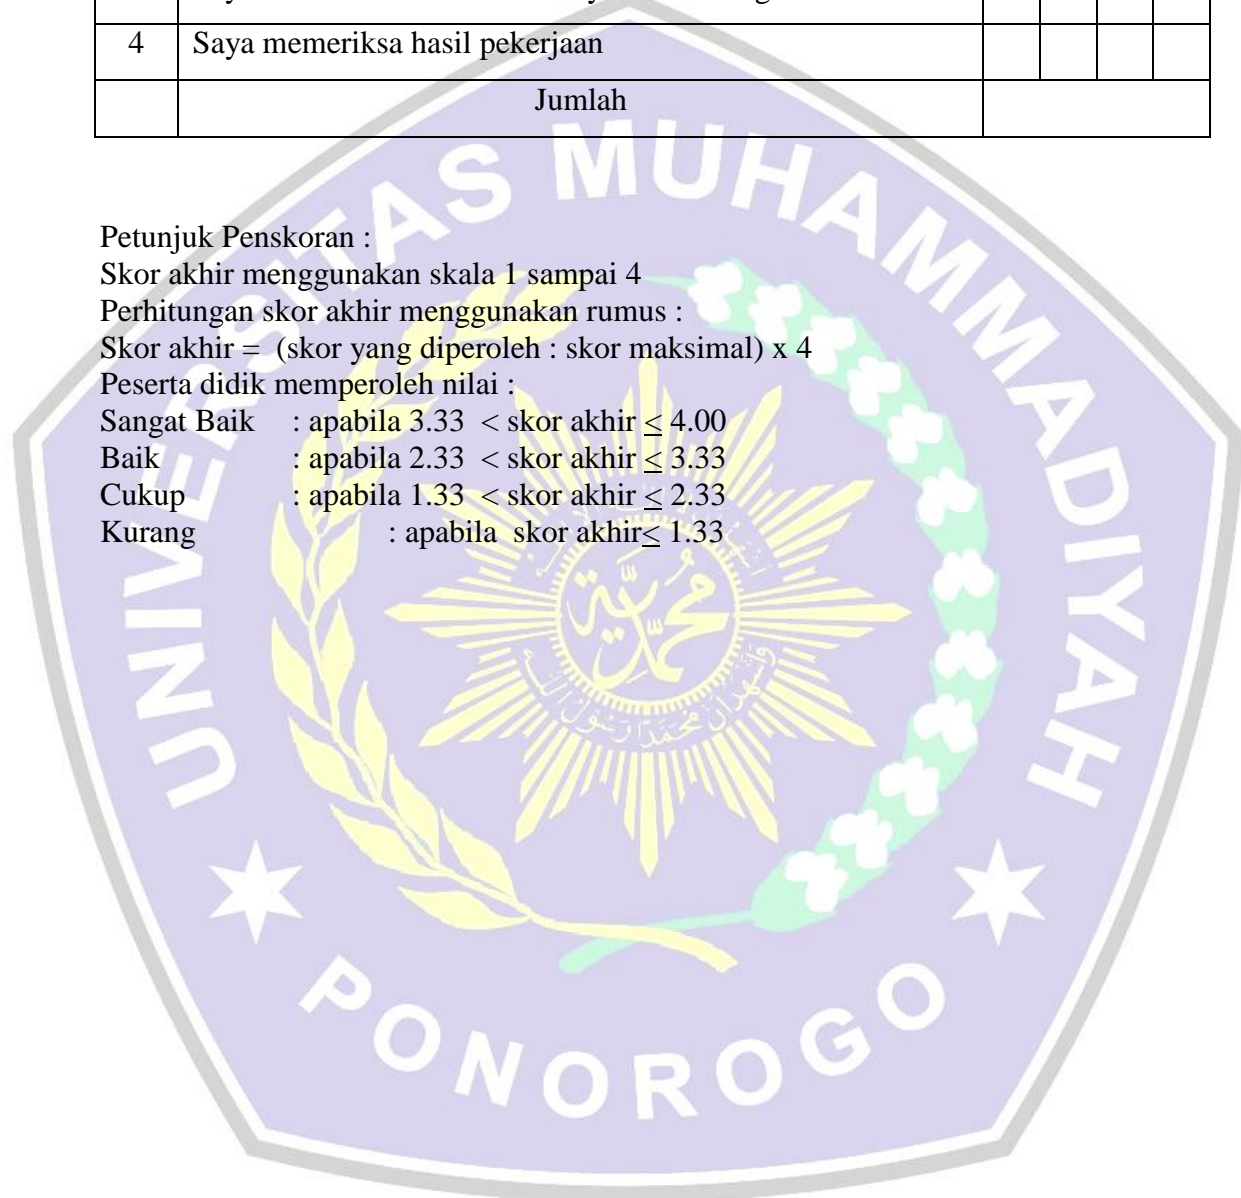 4 Saya memeriksa hasil pekerjaan
Jumlah
Petunjuk Penskoran :
Skor akhir menggunakan skala 1 sampai 4
Perhitungan skor akhir menggunakan rumus :
Skor akhir = (skor yang diperoleh : skor maksimal) x 4
Peserta didik memperoleh nilai :
Sangat Baik : apabila 3.33 < skor akhir ≤ 4.00
Baik : apabila 2.33 < skor akhir ≤ 3.33
Cukup : apabila 1.33 < skor akhir ≤ 2.33
Kurang : apabila skor akhir≤ 1.33
UNIVERSITAS MUHAMMADIYAH
محمدية
PONOROGO